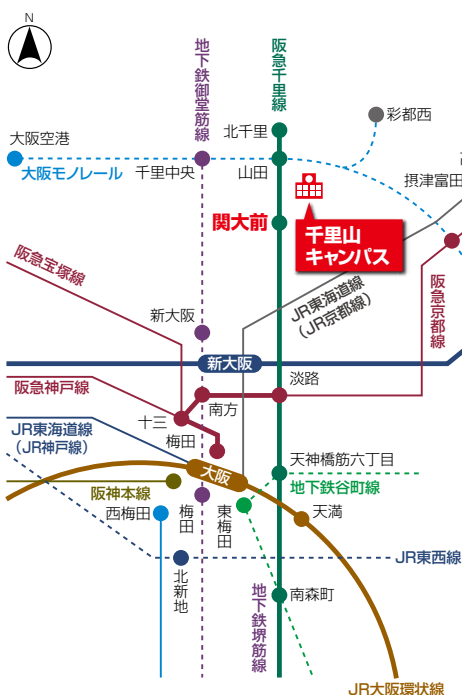 N
地下鉄御堂筋線
阪急千里線
彩都西
北千里
大阪空港
大阪モノレール
千里中央
山田
摂津富田
関大前
千里山
キャンパス
阪急宝塚線
JR東海道線
（JR京都線）
阪急京都線
新大阪
新大阪
阪急神戸線
淡路
南方
十三
梅田
JR東海道線
（JR神戸線）
大阪
天神橋筋六丁目
地下鉄谷町線
阪神本線
西梅田
梅田
東梅田
天満
JR東西線
北新地
地下鉄堺筋線
南森町
JR大阪環状線